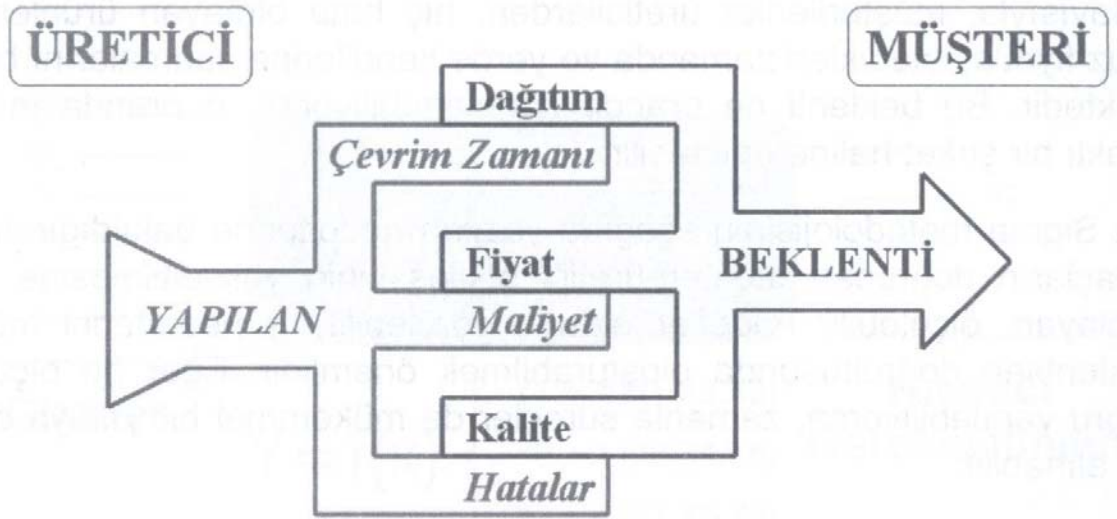 ÜRETİCİ
MÜŞTERİ
Dağıtım
Çevrim Zamanı
Fiyat
BEKLENTİ
YAPILAN
Maliyet
Kalite
Hatalar